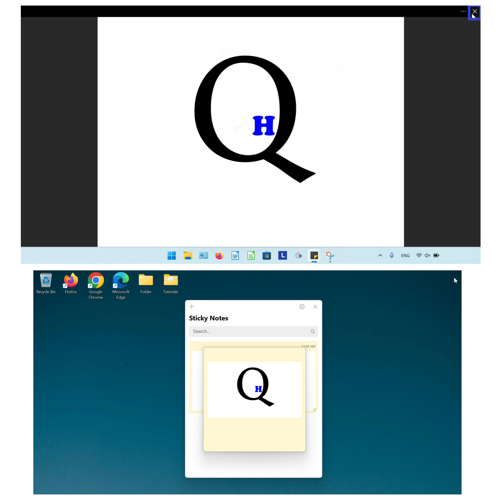 Q
H
ENG
Recycle Bin
Firefox
Google Chrome
Microsoft Edge
Folder
Tutorials
Sticky Notes
Search...
Q
H